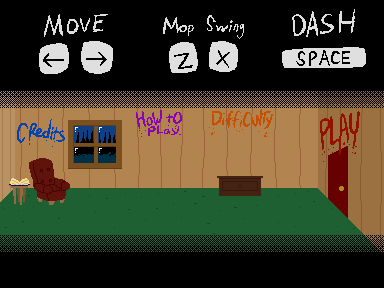 MOVE
Mop Swing
DASH
← →
Z X
SPACE
Credits
How to
Play
Difficulty
PLAY